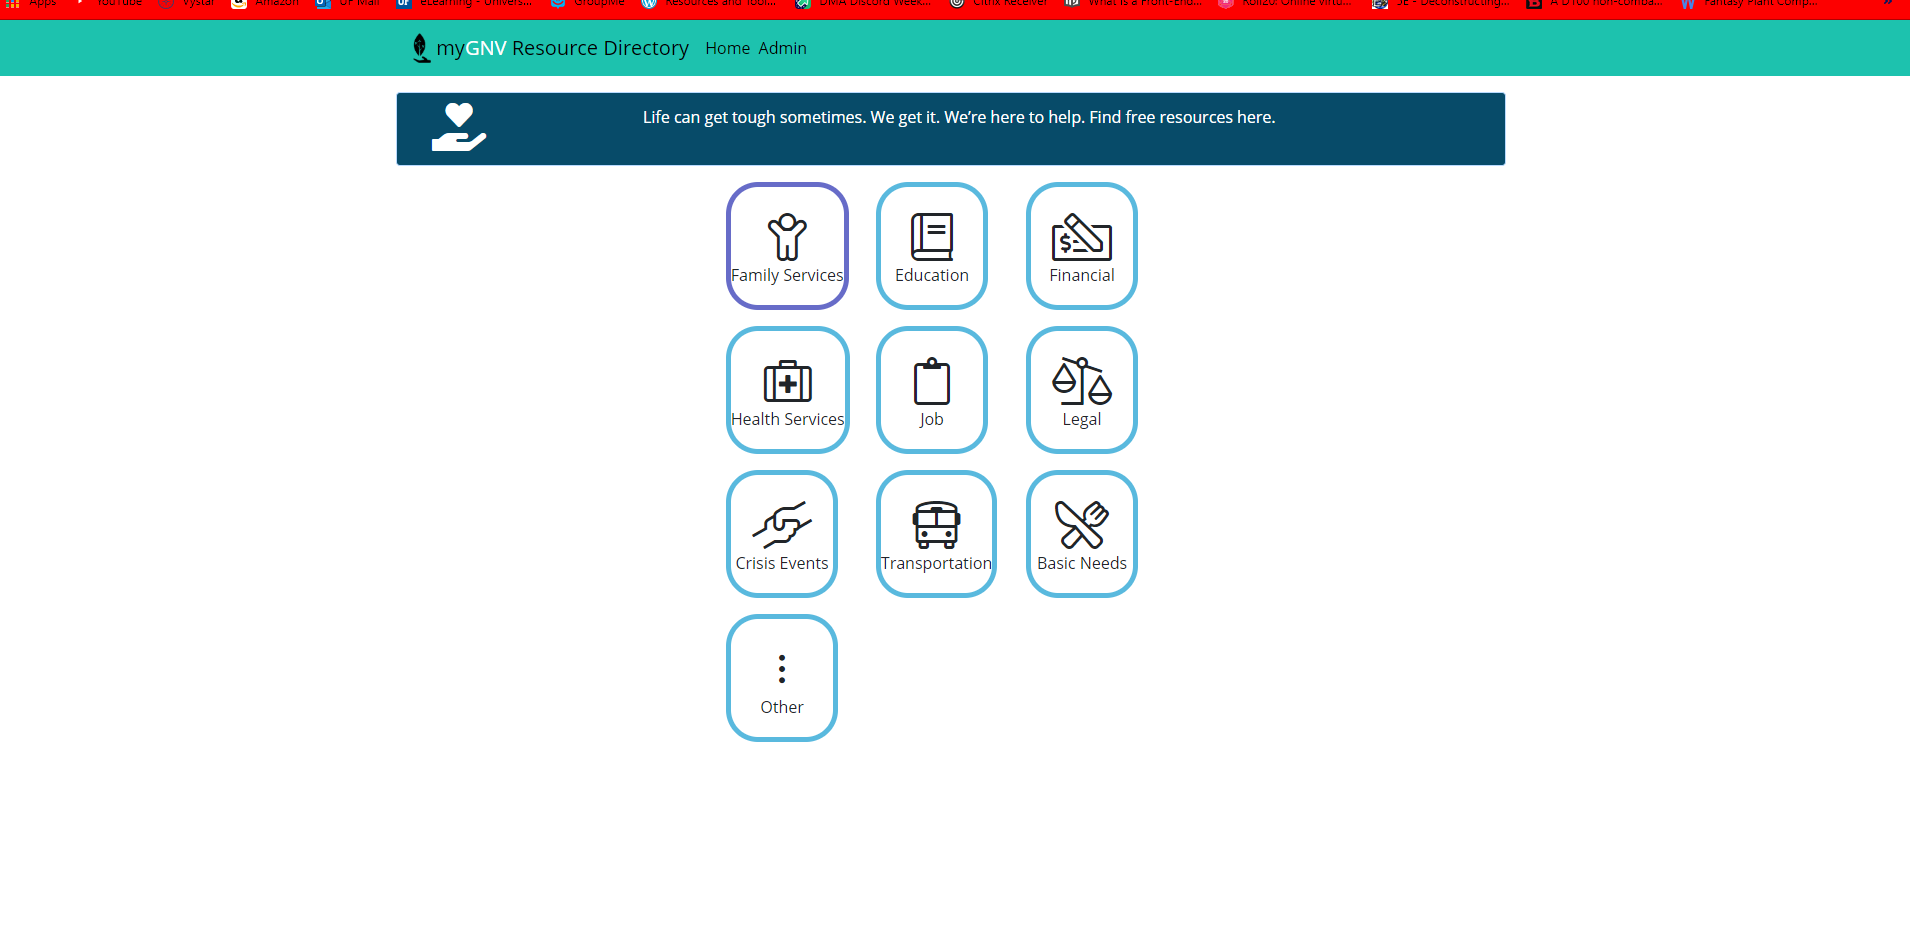 Apps YouTube Vystar Amazon UF Mail eLearning - Univers... GroupMe Resources and Tool... DMA Discord Week... Citrix Receiver What is a Front-End... Roll20: Online virtu... 5E - Deconstructing... A D100 non-comba... Fantasy Plant Comp... »
myGNV Resource Directory Home Admin
Life can get tough sometimes. We get it. We’re here to help. Find free resources here.
Family Services Education Financial
Health Services Job Legal
Crisis Events Transportation Basic Needs
Other